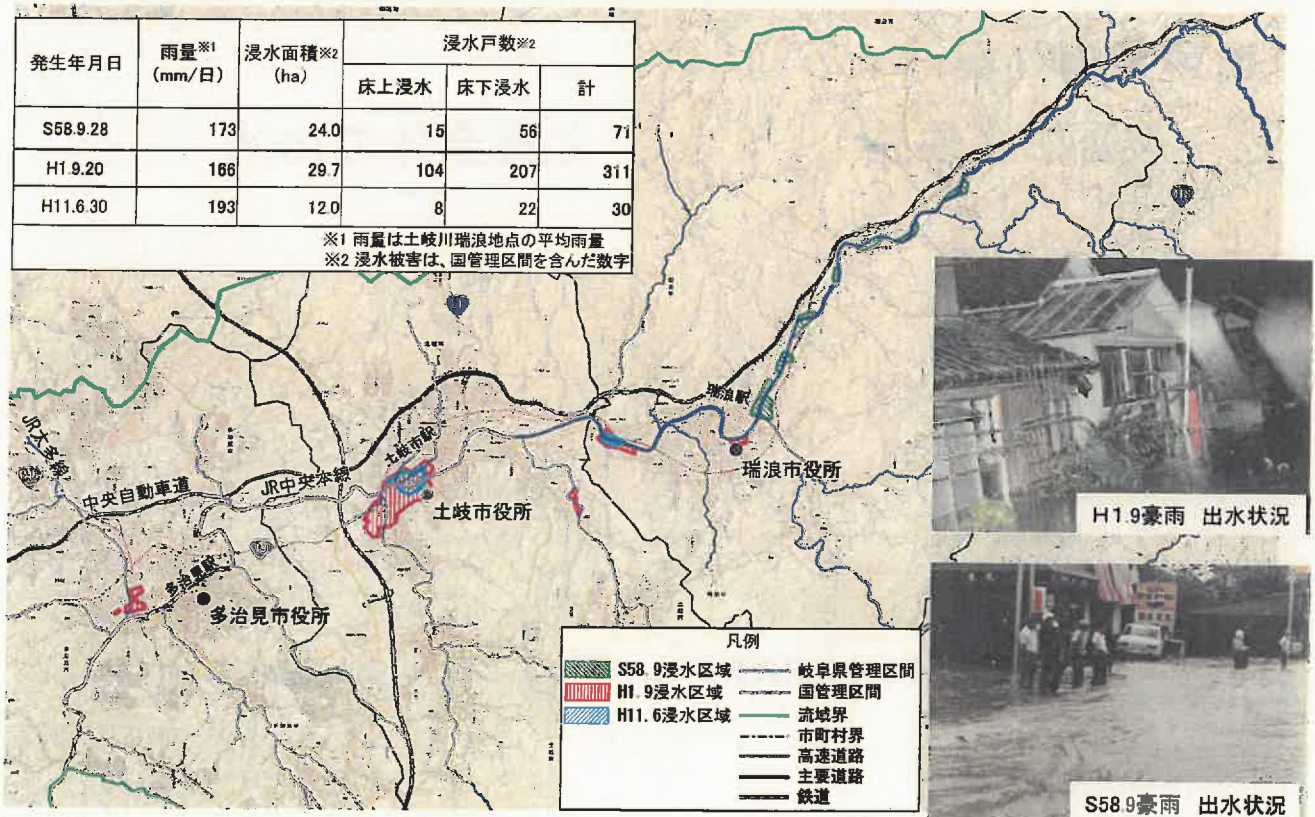 発生年月日 雨量※1 (mm/日) 浸水面積※2 (ha) 浸水戸数※2
床上浸水 床下浸水 計
S58.9.28 173 24.0 15 56 71
H1.9.20 166 29.7 104 207 311
H11.6.30 193 12.0 8 22 30
※1 雨量は土岐川瑞浪地点の平均雨量
※2 浸水被害は、国管理区間を含んだ数字
瑞浪駅
瑞浪市役所
土岐市駅
土岐市役所
JR太多線
中央自動車道
JR中央本線
多治見駅
多治見市役所
H1.9豪雨 出水状況
S58.9豪雨 出水状況
凡例
S58.9浸水区域
H1.9浸水区域
H11.6浸水区域
岐阜県管理区間
国管理区間
流域界
市町村界
高速道路
主要道路
鉄道